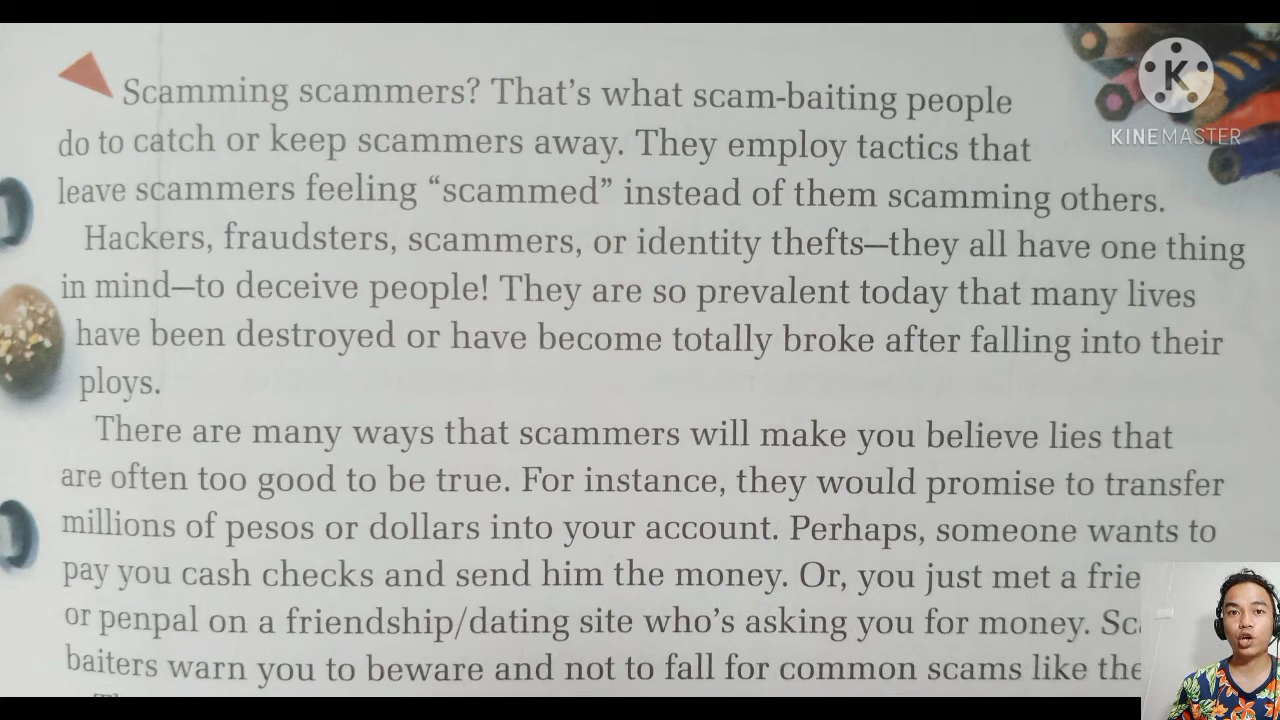 Scamming scammers? That's what scam-baiting people
do to catch or keep scammers away. They employ tactics that
leave scammers feeling “scammed” instead of them scamming others.
Hackers, fraudsters, scammers, or identity thefts—they all have one thing
in mind—to deceive people! They are so prevalent today that many lives
have been destroyed or have become totally broke after falling into their
ploys.
There are many ways that scammers will make you believe lies that
are often too good to be true. For instance, they would promise to transfer
millions of pesos or dollars into your account. Perhaps, someone wants to
pay you cash checks and send him the money. Or, you just met a
or penpal on a friendship/dating site who's asking you for money.
baiters warn you to beware and not to fall for common scams like
K
KINEMASTER